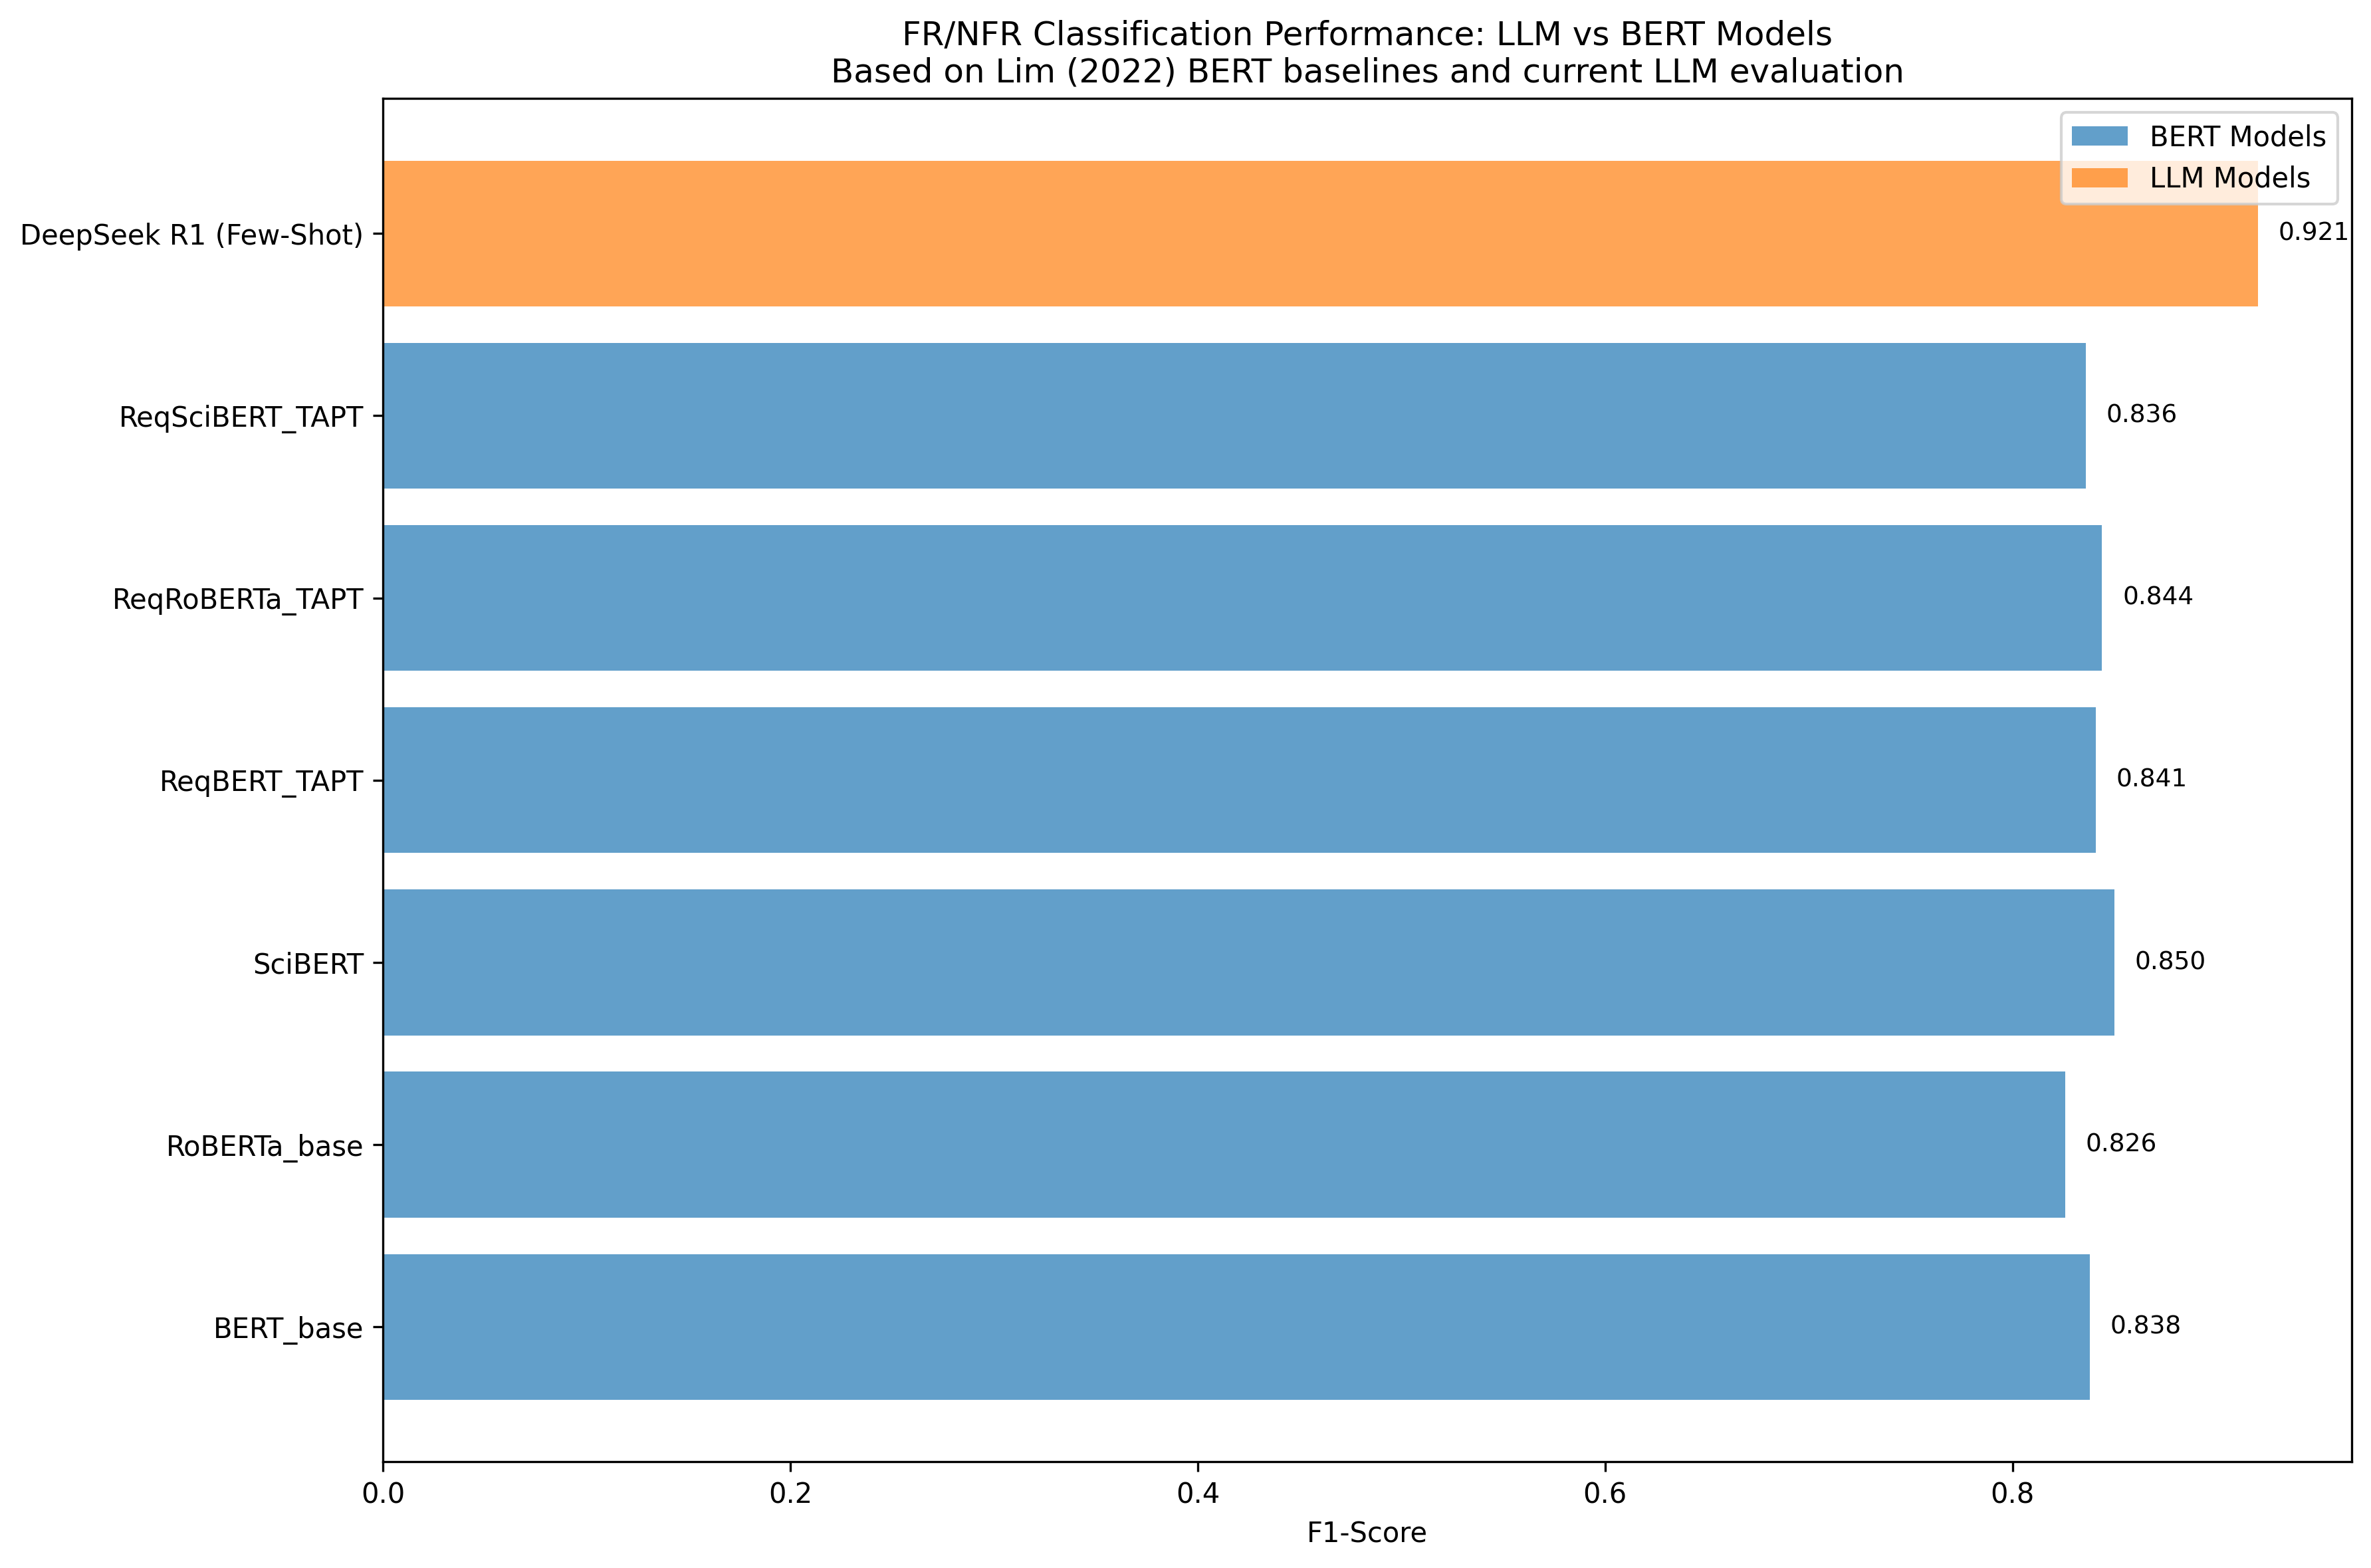 FR/NFR Classification Performance: LLM vs BERT Models
Based on Lim (2022) BERT baselines and current LLM evaluation
BERT Models
LLM Models
DeepSeek R1 (Few-Shot)
0.921
ReqSciBERT_TAPT
0.836
ReqRoBERTa_TAPT
0.844
ReqBERT_TAPT
0.841
SciBERT
0.850
RoBERTa_base
0.826
BERT_base
0.838
0.0
0.2
0.4
0.6
0.8
F1-Score